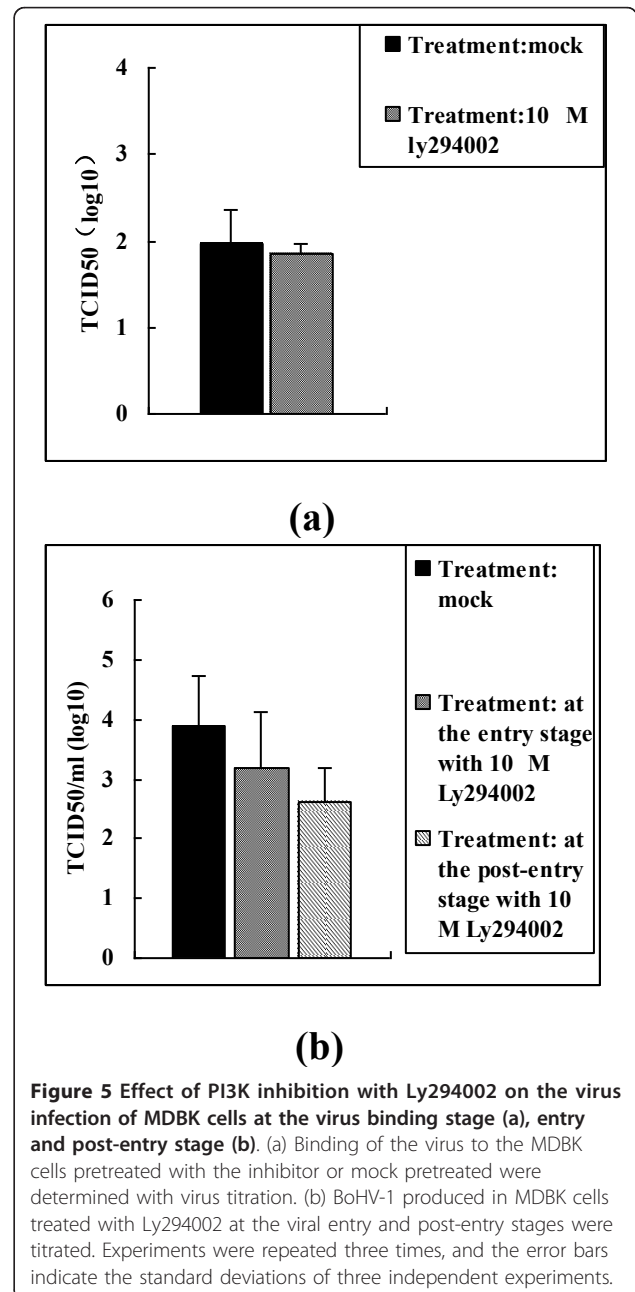 4
3
2
1
0
TCID50（log10）
Treatment:mock
Treatment:10 M
ly294002
(a)
6
5
4
3
2
1
0
TCID50/ml (log10)
Treatment:
mock
Treatment: at
the entry stage
with 10 M
Ly294002
Treatment: at
the post-entry
stage with 10
M Ly294002
(b)
Figure 5 Effect of PI3K inhibition with Ly294002 on the virus
infection of MDBK cells at the virus binding stage (a), entry
and post-entry stage (b). (a) Binding of the virus to the MDBK
cells pretreated with the inhibitor or mock pretreated were
determined with virus titration. (b) BoHV-1 produced in MDBK cells
treated with Ly294002 at the viral entry and post-entry stages were
titrated. Experiments were repeated three times, and the error bars
indicate the standard deviations of three independent experiments.